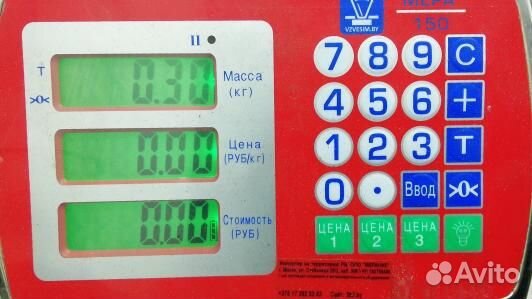 VZVESIM.BY
МЕРА
150
II
T
>0<
0.30
Масса
(кг)
0.00
Цена
(РУБ/кг)
0.00
Стоимость
(РУБ)
7 8 9 C
4 5 6 +
1 2 3 T
0 . Ввод >0<
ЦЕНА 1
ЦЕНА 2
ЦЕНА 3
Avito